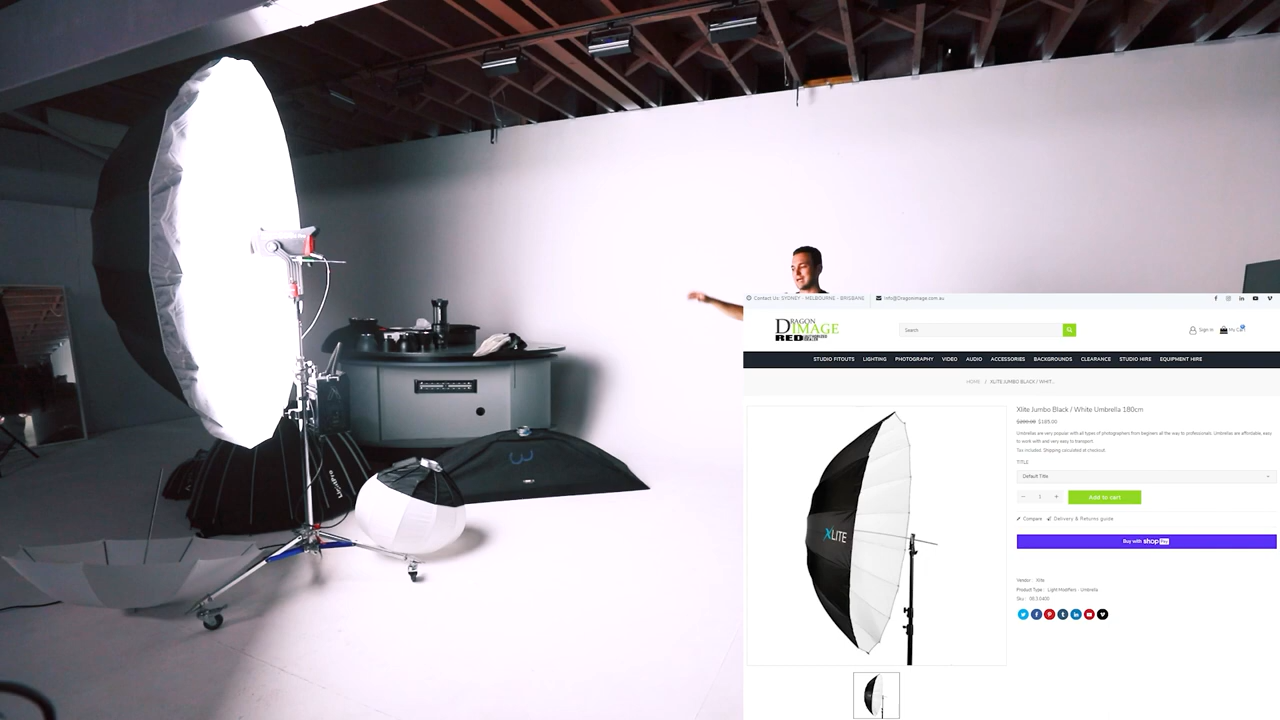 Contact Us: SYDNEY - MELBOURNE - BRISBANE
Info@Dragonimage.com.au
DRAGON
IMAGE
RED AUTHORIZED DEALER
Search
Sign In
My Cart
STUDIO FITOUTS LIGHTING PHOTOGRAPHY VIDEO AUDIO ACCESSORIES BACKGROUNDS CLEARANCE STUDIO HIRE EQUIPMENT HIRE
HOME / XLITE JUMBO BLACK / WHIT...
Xlite Jumbo Black / White Umbrella 180cm
$200.00 $185.00
Umbrellas are very popular with all types of photographers from beginners all the way to professionals. Umbrellas are affordable, easy
to work with and very easy to transport.
Tax included. Shipping calculated at checkout.
TITLE
Default Title
− 1 +
Add to cart
Compare Delivery & Returns guide
Buy with shop Pay
Vendor : Xlite
Product Type : Light Modifiers - Umbrella
XLITE